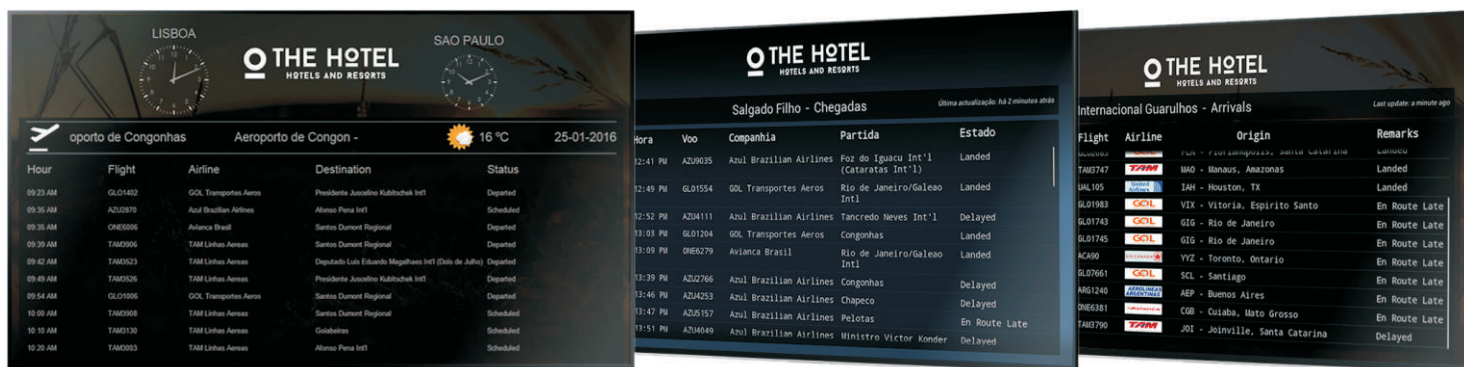 LISBOA
SAO PAULO
THE HOTEL
HOTELS AND RESORTS
oporto de Congonhas Aeroporto de Congon - 16 ºC 25-01-2016
Hour Flight Airline Destination Status
09:23 AM GLO1402 GOL Transportes Aeros Presidente Juscelino Kubitschek Int'l Departed
09:35 AM AZU2870 Azul Brazilian Airlines Afonso Pena Int'l Scheduled
09:35 AM ONE6006 Avianca Brasil Santos Dumont Regional Departed
09:39 AM TAM3906 TAM Linhas Aereas Santos Dumont Regional Departed
09:42 AM TAM3523 TAM Linhas Aereas Deputado Luis Eduardo Magalhaes Int'l (Dois de Julho) Departed
09:49 AM TAM3526 TAM Linhas Aereas Presidente Juscelino Kubitschek Int'l Departed
09:54 AM GLO1006 GOL Transportes Aeros Santos Dumont Regional Departed
10:00 AM TAM3908 TAM Linhas Aereas Santos Dumont Regional Scheduled
10:10 AM TAM3130 TAM Linhas Aereas Goiabeiras Scheduled
10:20 AM TAM3003 TAM Linhas Aereas Afonso Pena Int'l Scheduled
THE HOTEL
HOTELS AND RESORTS
Salgado Filho - Chegadas Última actualização: há 2 minutos atrás
Hora Voo Companhia Partida Estado
12:41 PM AZU9035 Azul Brazilian Airlines Foz do Iguacu Int'l Landed
(Cataratas Int'l)
12:49 PM GLO1554 GOL Transportes Aeros Rio de Janeiro/Galeao Landed
Intl
12:52 PM AZU4111 Azul Brazilian Airlines Tancredo Neves Int'l Delayed
13:03 PM GLO1204 GOL Transportes Aeros Congonhas Landed
13:09 PM ONE6279 Avianca Brasil Rio de Janeiro/Galeao Landed
Intl
13:39 PM AZU2766 Azul Brazilian Airlines Congonhas Delayed
13:46 PM AZU4253 Azul Brazilian Airlines Chapeco Delayed
13:47 PM AZU5157 Azul Brazilian Airlines Pelotas En Route Late
13:51 PM AZU4049 Azul Brazilian Airlines Ministro Victor Konder Delayed
THE HOTEL
HOTELS AND RESORTS
Internacional Guarulhos - Arrivals Last update: a minute ago
Flight Airline Origin Remarks
GLO2085 GOL FLN - Florianopolis, Santa Catarina Landed
TAM3747 TAM MAO - Manaus, Amazonas Landed
UAL105 United Airlines IAH - Houston, TX Landed
GLO1983 GOL VIX - Vitoria, Espirito Santo En Route Late
GLO1743 GOL GIG - Rio de Janeiro En Route Late
GLO1745 GOL GIG - Rio de Janeiro En Route Late
ACA90 AIR CANADA YYZ - Toronto, Ontario En Route Late
GLO7661 GOL SCL - Santiago En Route Late
ARG1240 AEROLINEAS ARGENTINAS AEP - Buenos Aires En Route Late
ONE6381 Avianca CGB - Cuiaba, Mato Grosso En Route Late
TAM3790 TAM JOI - Joinville, Santa Catarina Delayed